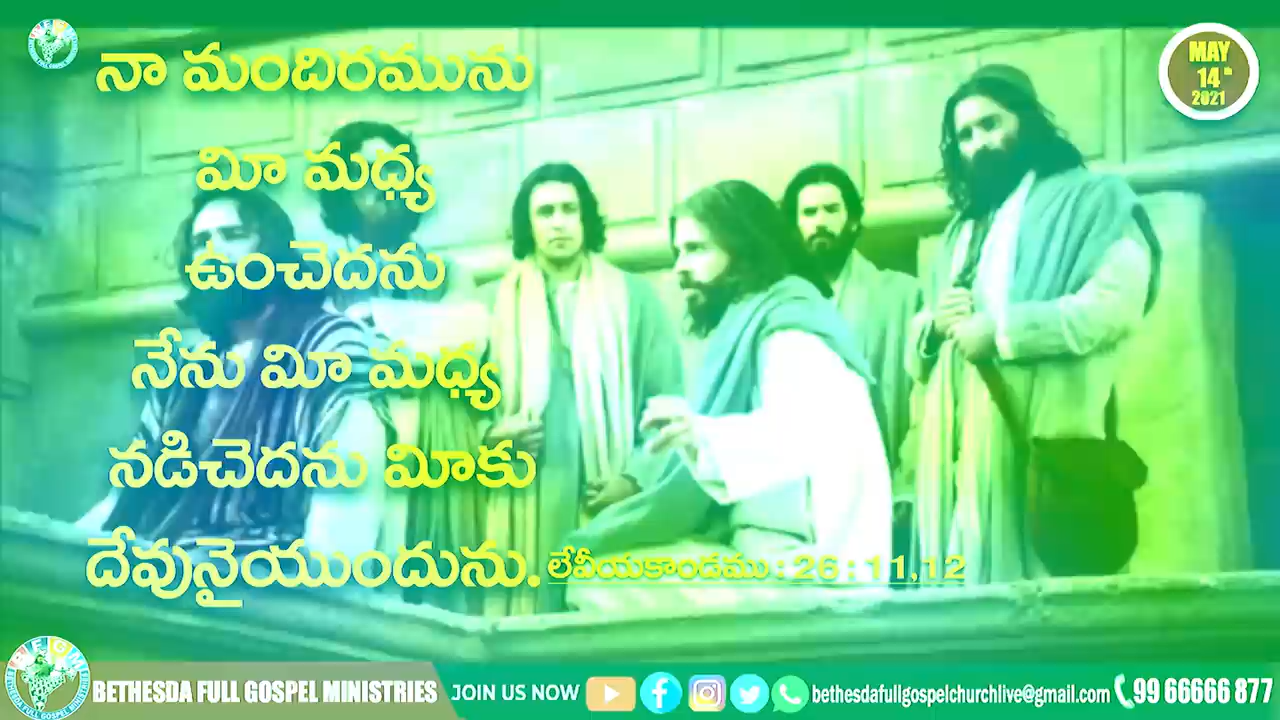 నా మందిరమును
మీ మధ్య
ఉంచెదను
నేను మీ మధ్య
నడిచెదను మీకు
దేవునైయుందును.
లేవీయకాండము : 26 : 11,12
MAY
14th
2021
BETHESDA FULL GOSPEL MINISTRIES
JOIN US NOW
bethesdafullgospelchurchlive@gmail.com
99 66666 877